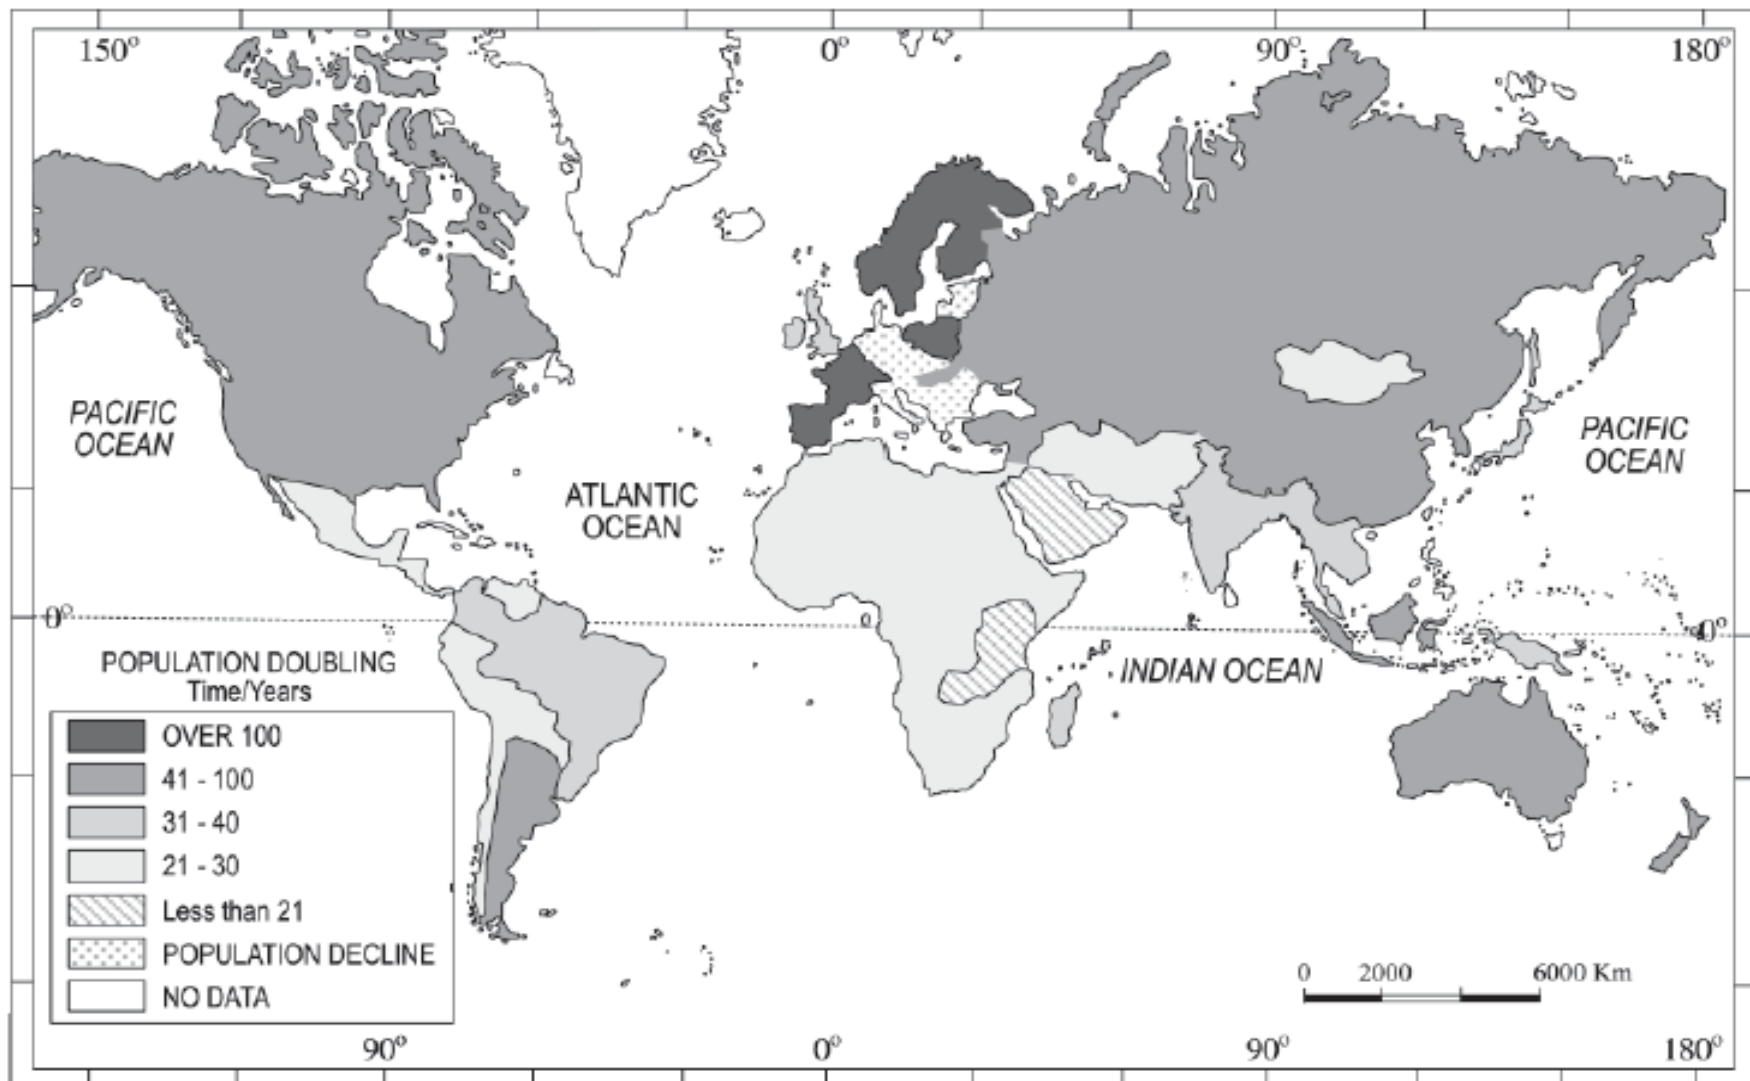 150° 0° 90° 180°
PACIFIC
OCEAN
ATLANTIC
OCEAN
PACIFIC
OCEAN
0° 0 0°
INDIAN OCEAN
POPULATION DOUBLING
Time/Years
OVER 100
41 - 100
31 - 40
21 - 30
Less than 21
POPULATION DECLINE
NO DATA
0 2000 6000 Km
90° 0° 90° 180°